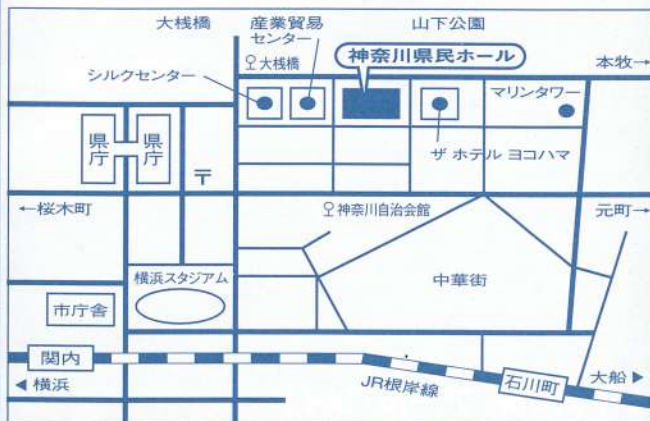 大桟橋
産業貿易
センター
山下公園
大桟橋
神奈川県民ホール
本牧→
シルクセンター
マリンタワー
県庁
県庁
〒
ザ ホテル ヨコハマ
←桜木町
神奈川自治会館
元町→
横浜スタジアム
中華街
市庁舎
関内
◀横浜
JR根岸線
石川町
大船▶